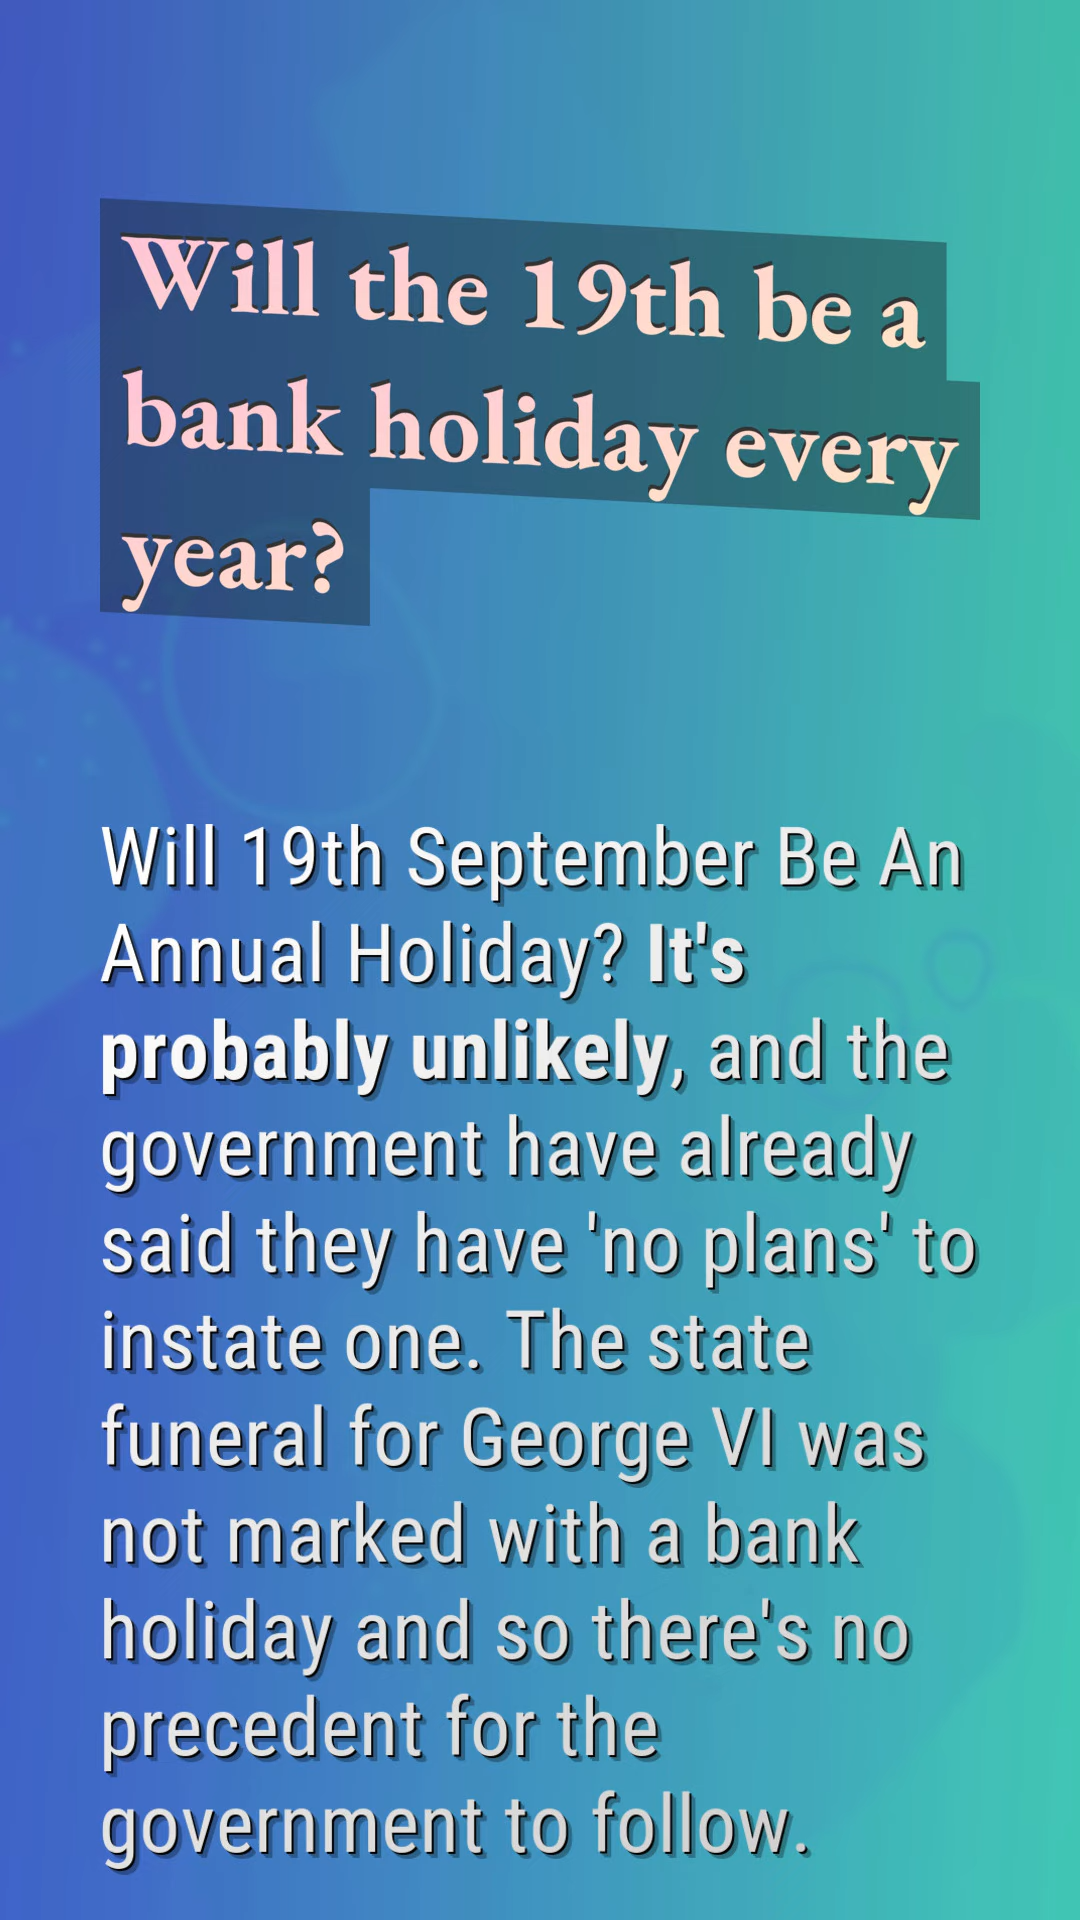 Will the 19th be a
bank holiday every
year?
Will 19th September Be An
Annual Holiday? It's
probably unlikely, and the
government have already
said they have 'no plans' to
instate one. The state
funeral for George VI was
not marked with a bank
holiday and so there's no
precedent for the
government to follow.